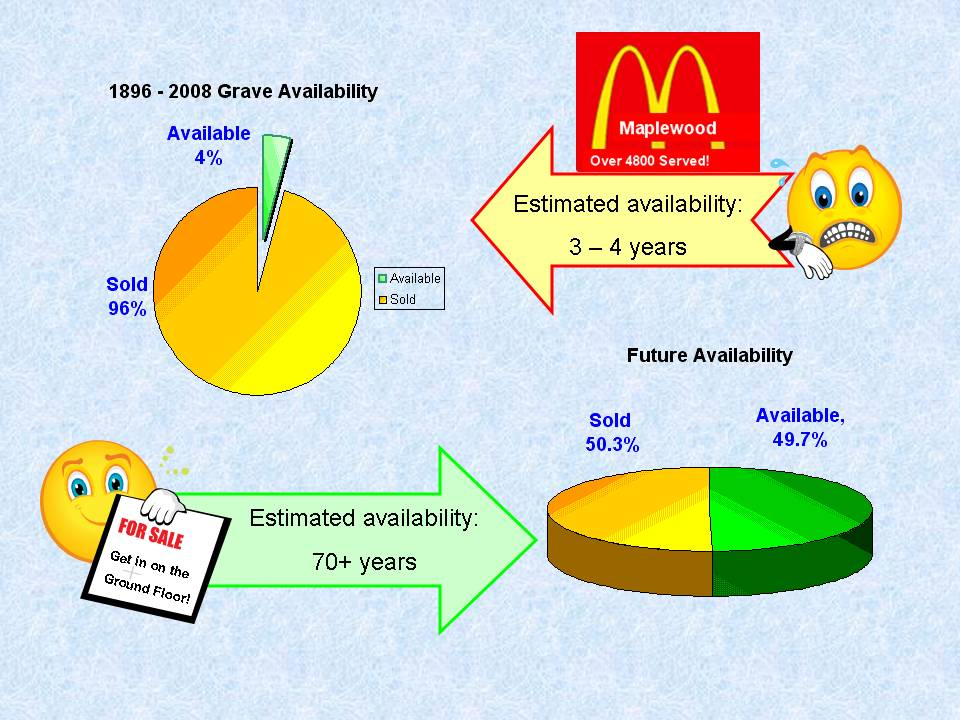 1896 - 2008 Grave Availability
Available
4%
Sold
96%
Available
Sold
Maplewood
Over 4800 Served!
Estimated availability:
3 – 4 years
Future Availability
Sold
50.3%
Available,
49.7%
FOR SALE
Get in on the
Ground Floor!
Estimated availability:
70+ years